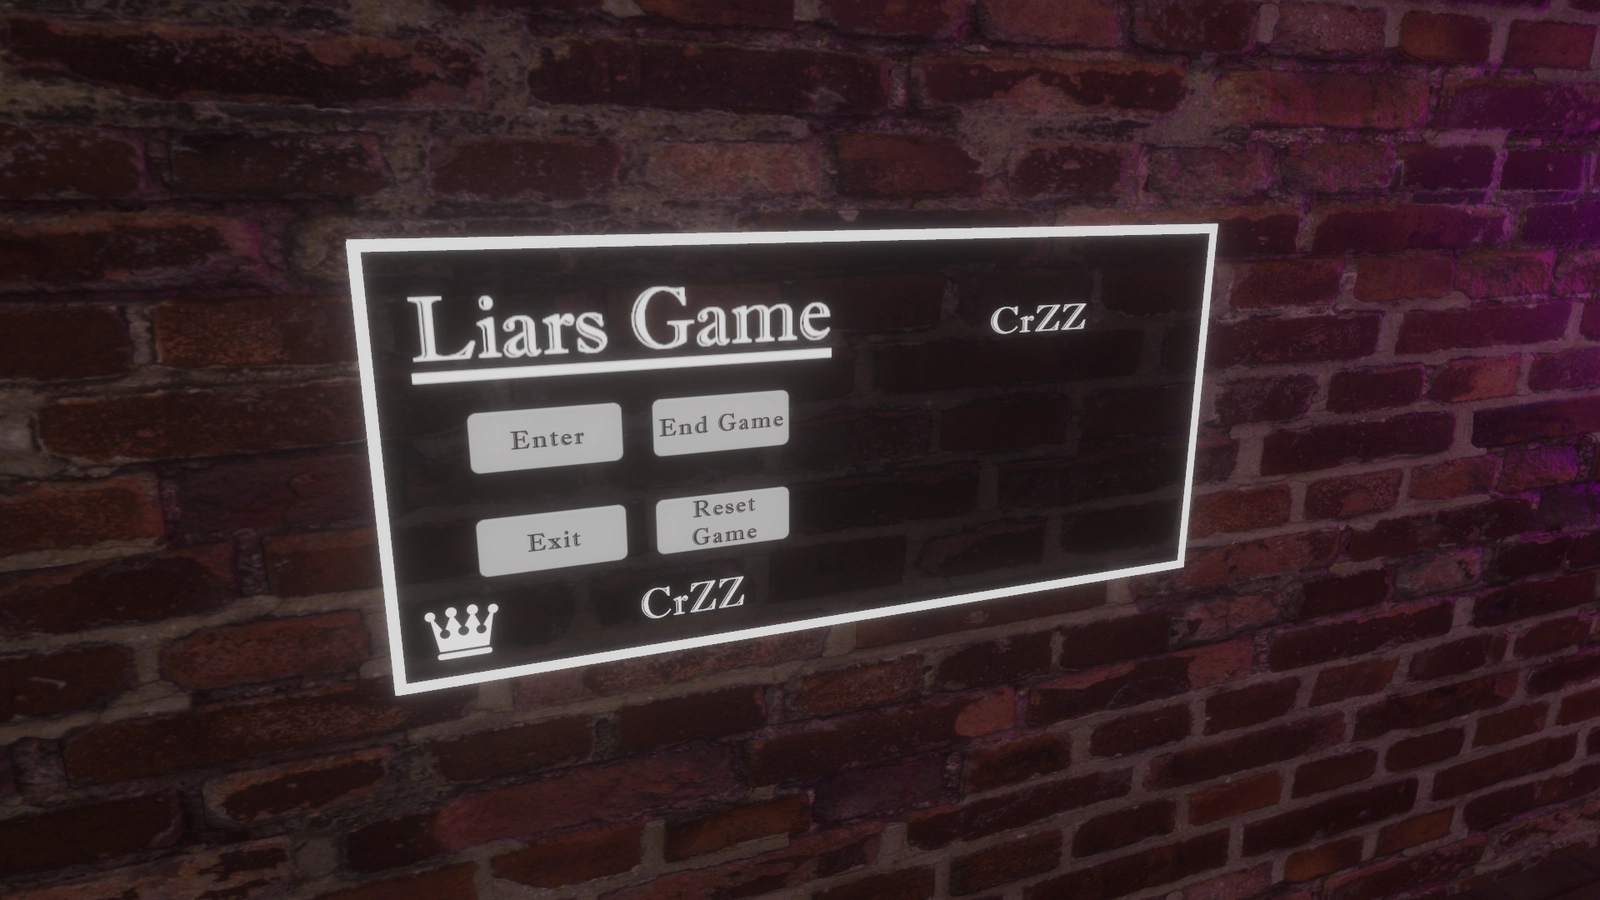 Liars Game
CrZZ
Enter
End Game
Exit
Reset
Game
CrZZ